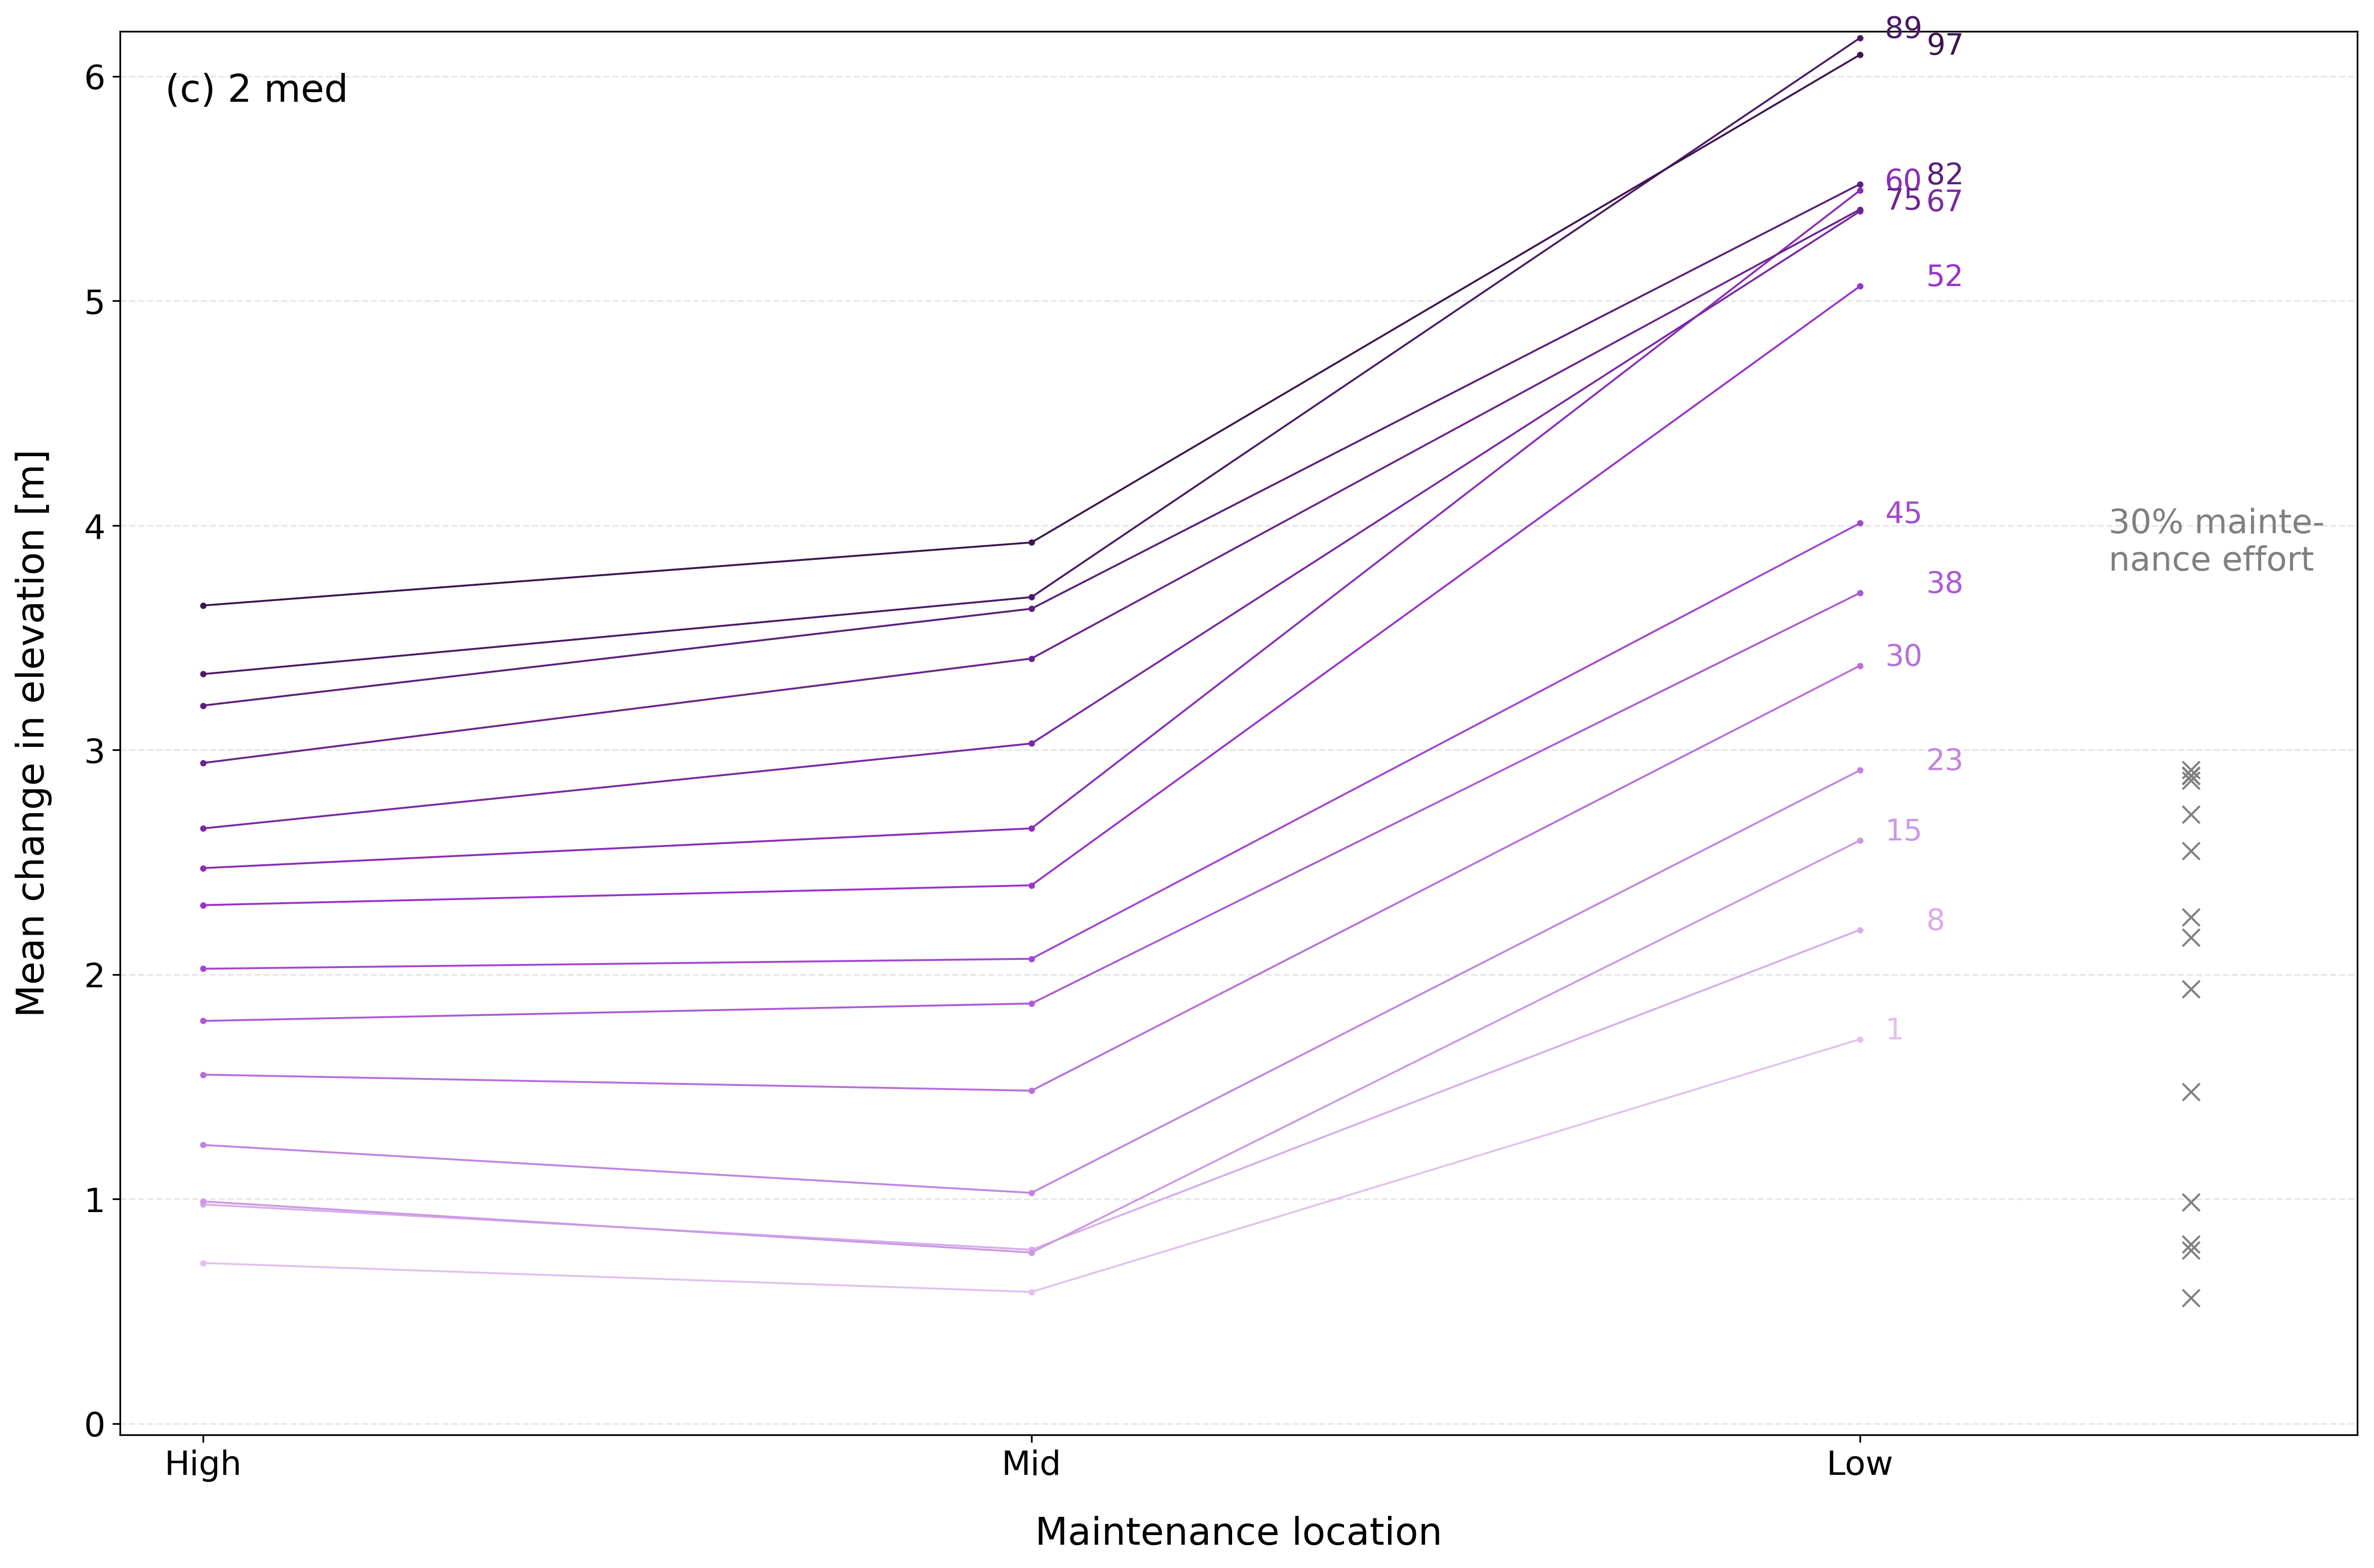 (c) 2 med
Mean change in elevation [m]
6
5
4
3
2
1
0
89
97
82
60
75
67
52
45
38
30
23
15
8
1
30% mainte-
nance effort
High
Mid
Low
Maintenance location